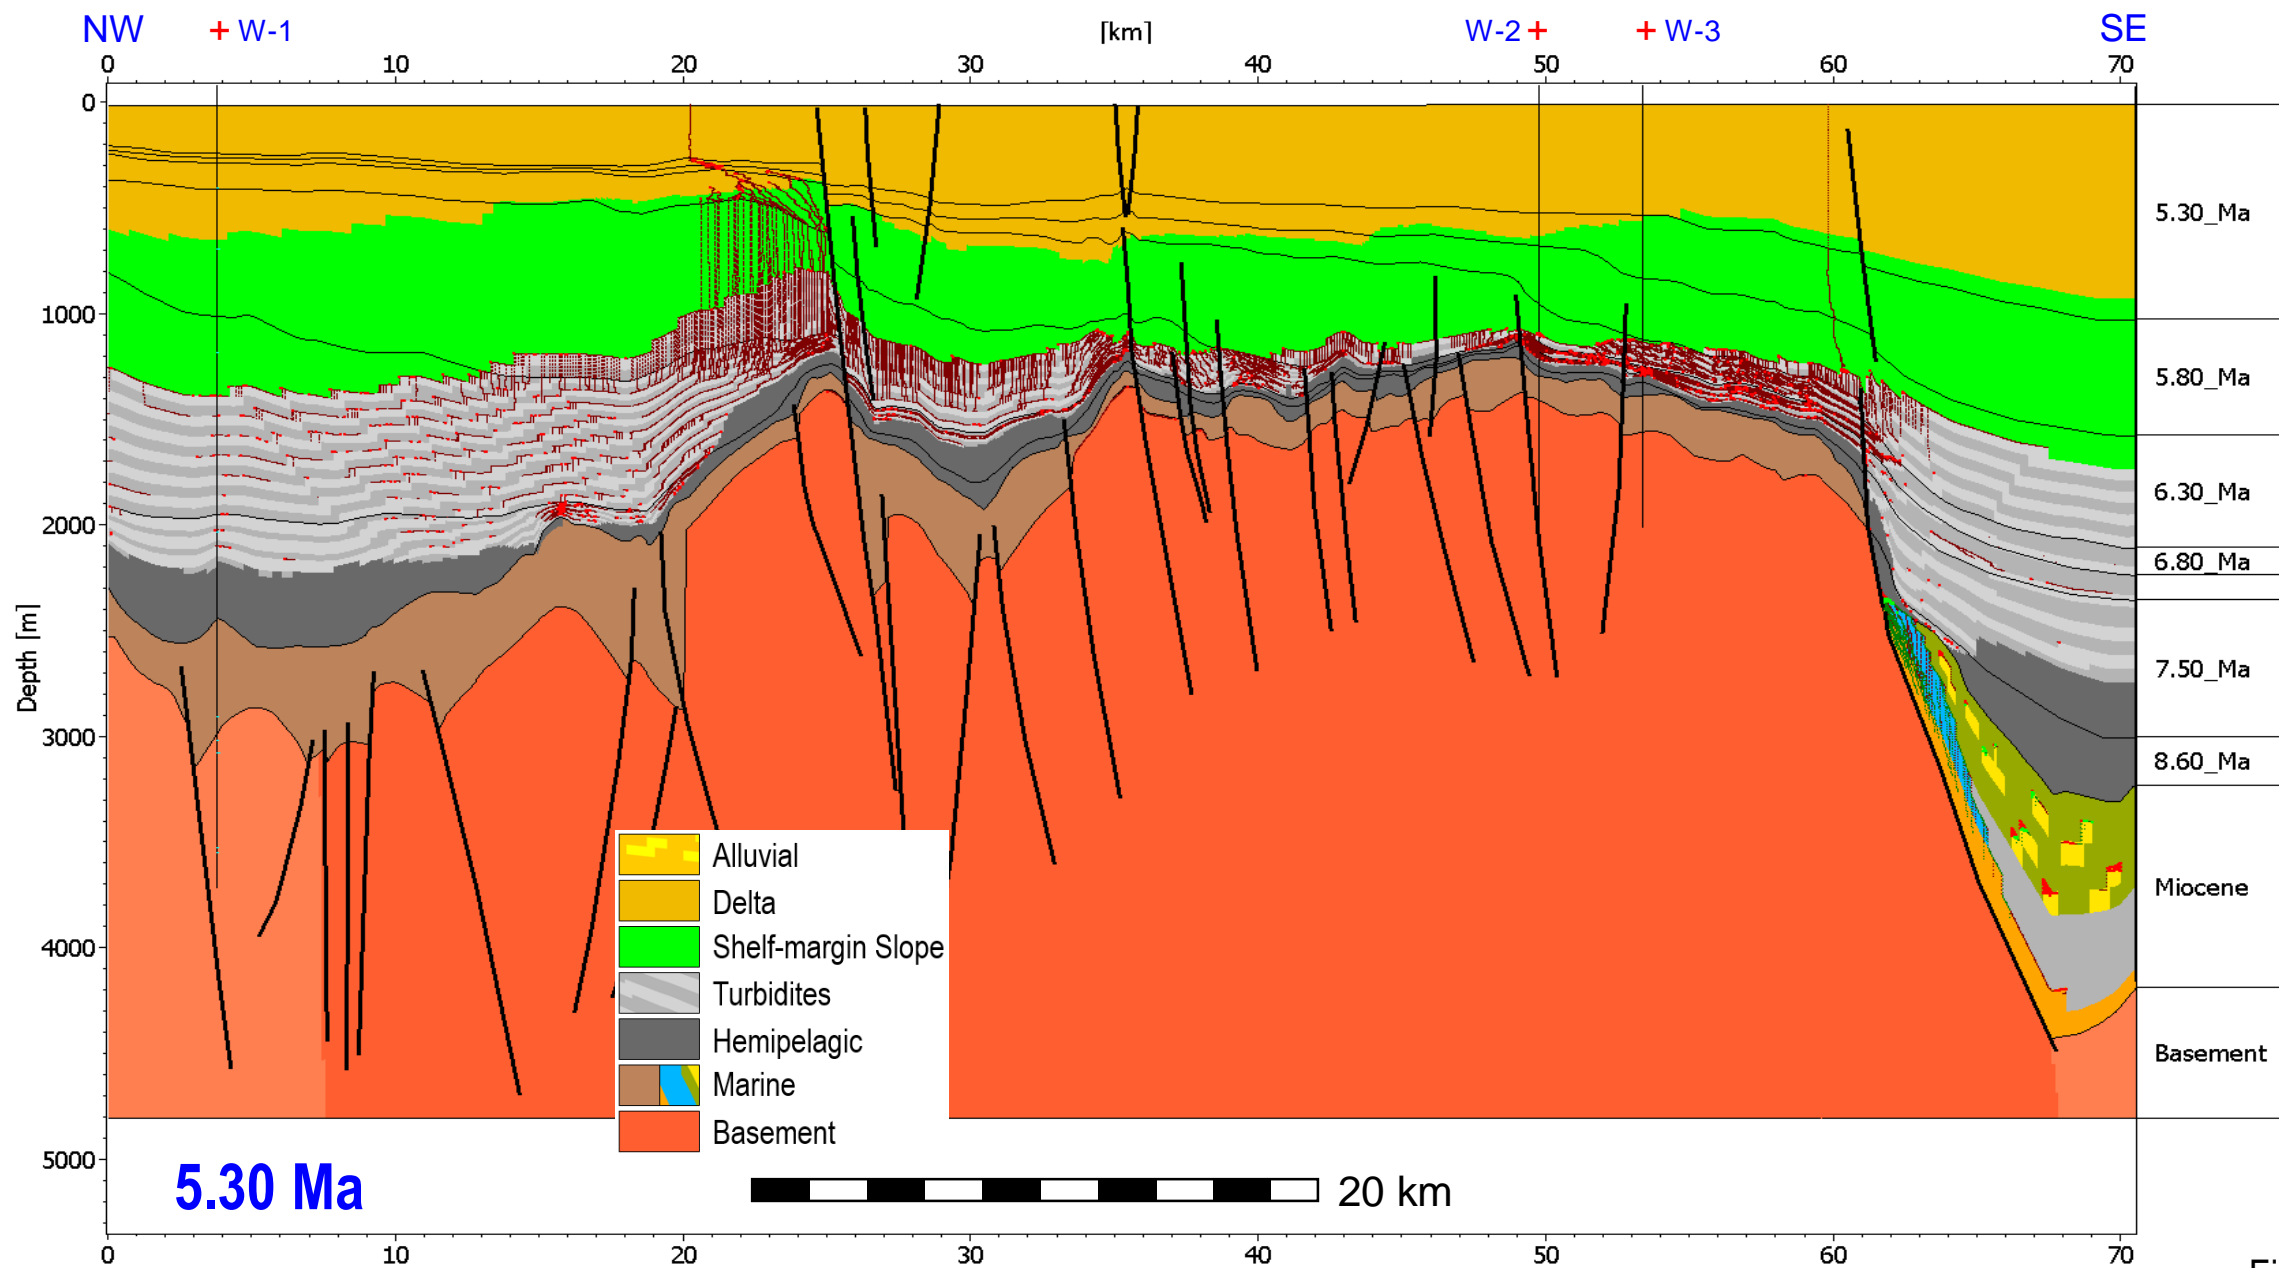 NW + W-1 [km] W-2 + + W-3 SE
0 10 20 30 40 50 60 70
0
1000
2000
3000
4000
5000
Depth [m]
5.30_Ma
5.80_Ma
6.30_Ma
6.80_Ma
7.50_Ma
8.60_Ma
Miocene
Basement
Alluvial
Delta
Shelf-margin Slope
Turbidites
Hemipelagic
Marine
Basement
5.30 Ma
20 km
0 10 20 30 40 50 60 70